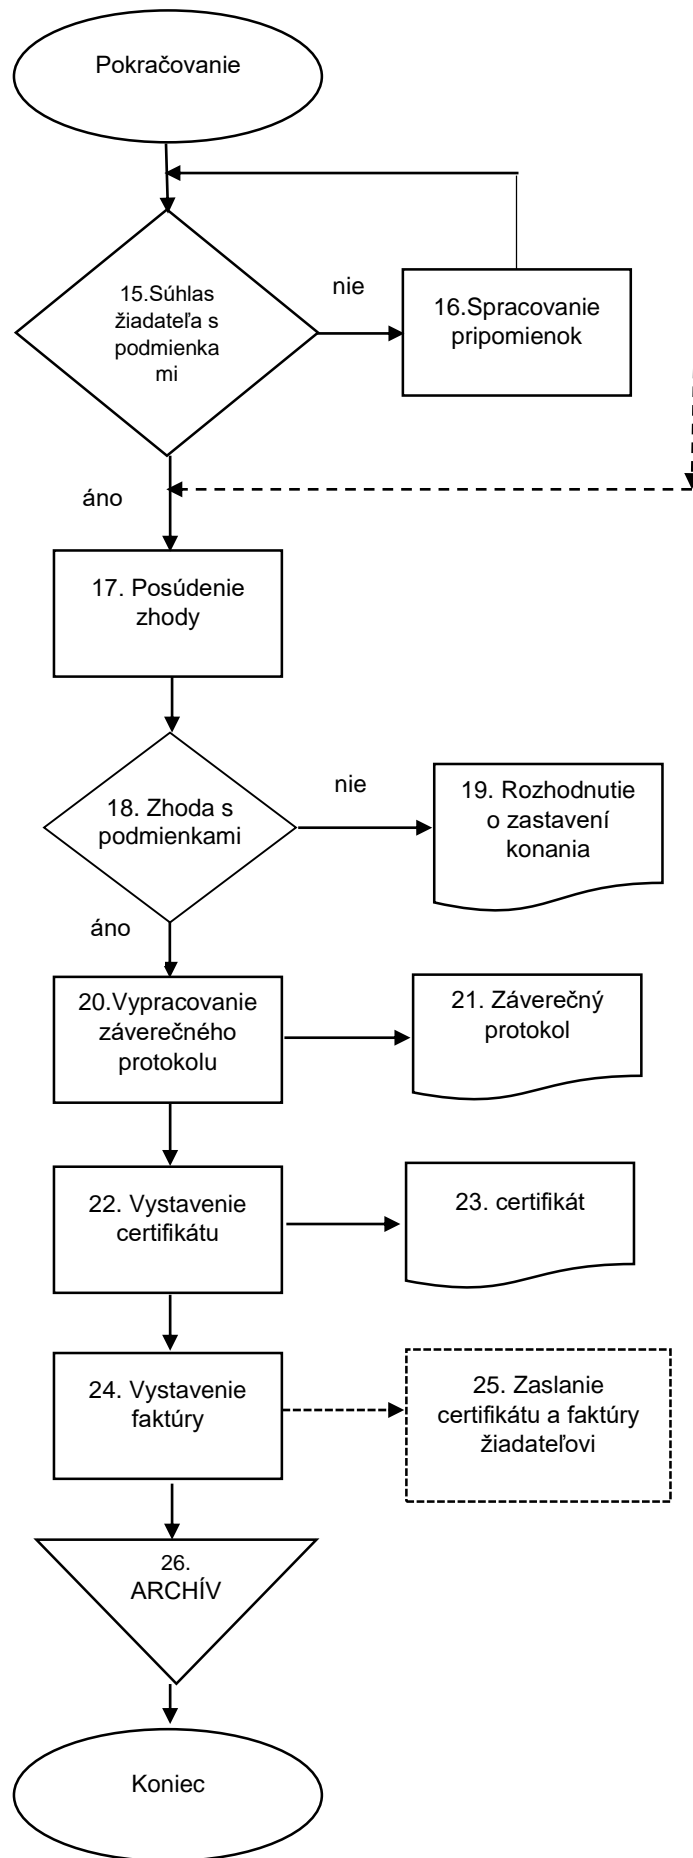 Pokračovanie
15.Súhlas
žiadateľa s
podmienka
mi
nie
16.Spracovanie
pripomienok
áno
17. Posúdenie
zhody
18. Zhoda s
podmienkami
nie
19. Rozhodnutie
o zastavení
konania
áno
20.Vypracovanie
záverečného
protokolu
21. Záverečný
protokol
22. Vystavenie
certifikátu
23. certifikát
24. Vystavenie
faktúry
25. Zaslanie
certifikátu a faktúry
žiadateľovi
26.
ARCHÍV
Koniec